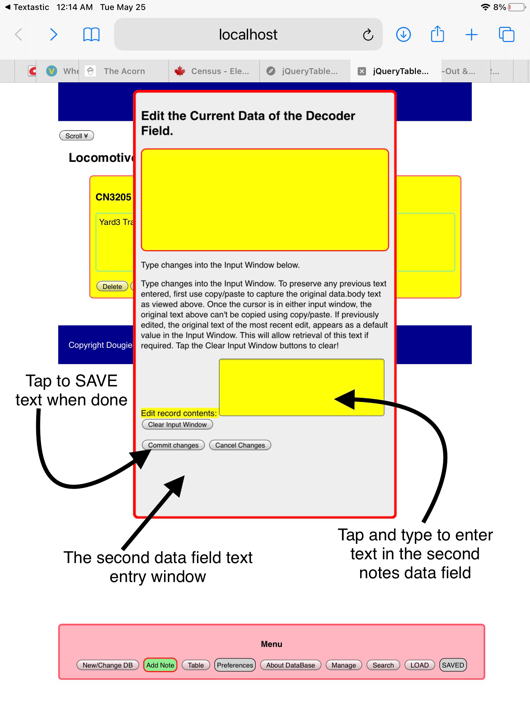 Textastic 12:14 AM Tue May 25 8%
localhost
Whe The Acorn Census - Ele... jQueryTable... jQueryTable... -Out &...
Edit the Current Data of the Decoder
Field.
Scroll ¥
Locomotiv
CN3205
Yard3 Tra
Delete
Type changes into the Input Window below.
Type changes into the Input Window. To preserve any previous text
entered, first use copy/paste to capture the original data.body text
as viewed above. Once the cursor is in either input window, the
original text above can't be copied using copy/paste. If previously
edited, the original text of the most recent edit, appears as a default
value in the Input Window. This will allow retrieval of this text if
required. Tap the Clear Input Window buttons to clear!
Copyright Dougie
Tap to SAVE
text when done
Edit record contents:
Clear Input Window
Commit changes Cancel Changes
The second data field text
entry window
Tap and type to enter
text in the second
notes data field
Menu
New/Change DB Add Note Table Preferences About DataBase Manage Search LOAD SAVED